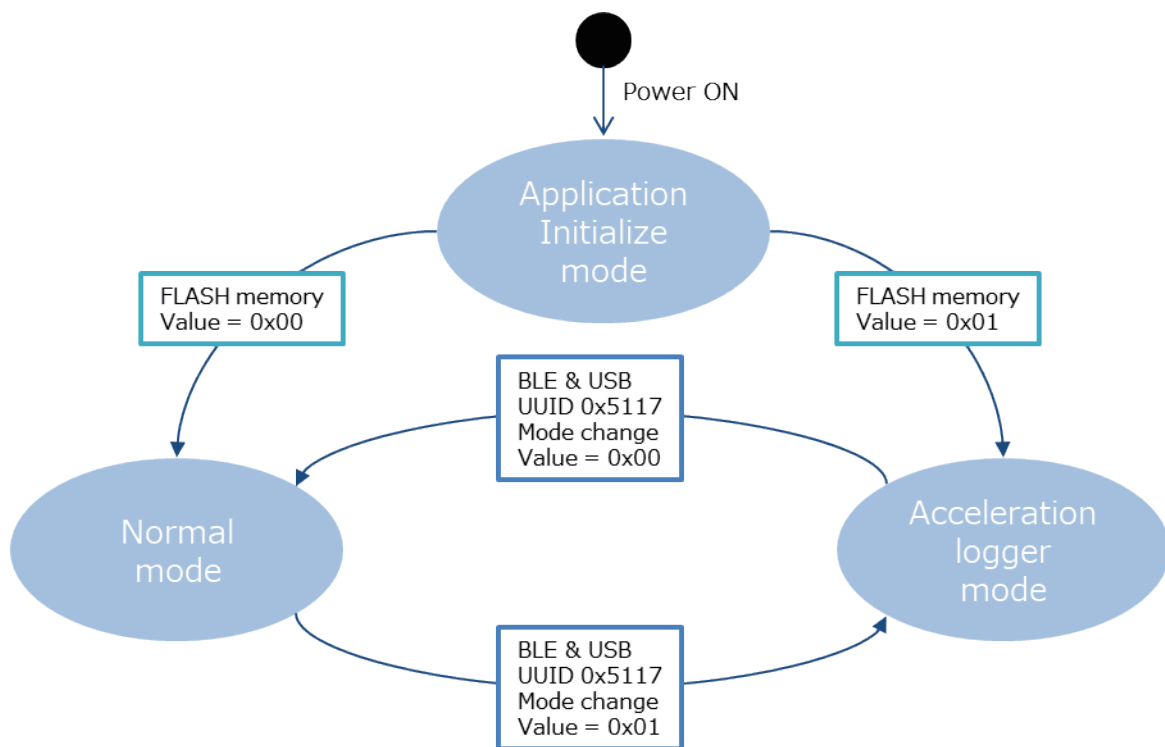 Power ON
Application
Initialize
mode
FLASH memory
Value = 0x00
FLASH memory
Value = 0x01
BLE & USB
UUID 0x5117
Mode change
Value = 0x00
Normal
mode
Acceleration
logger
mode
BLE & USB
UUID 0x5117
Mode change
Value = 0x01